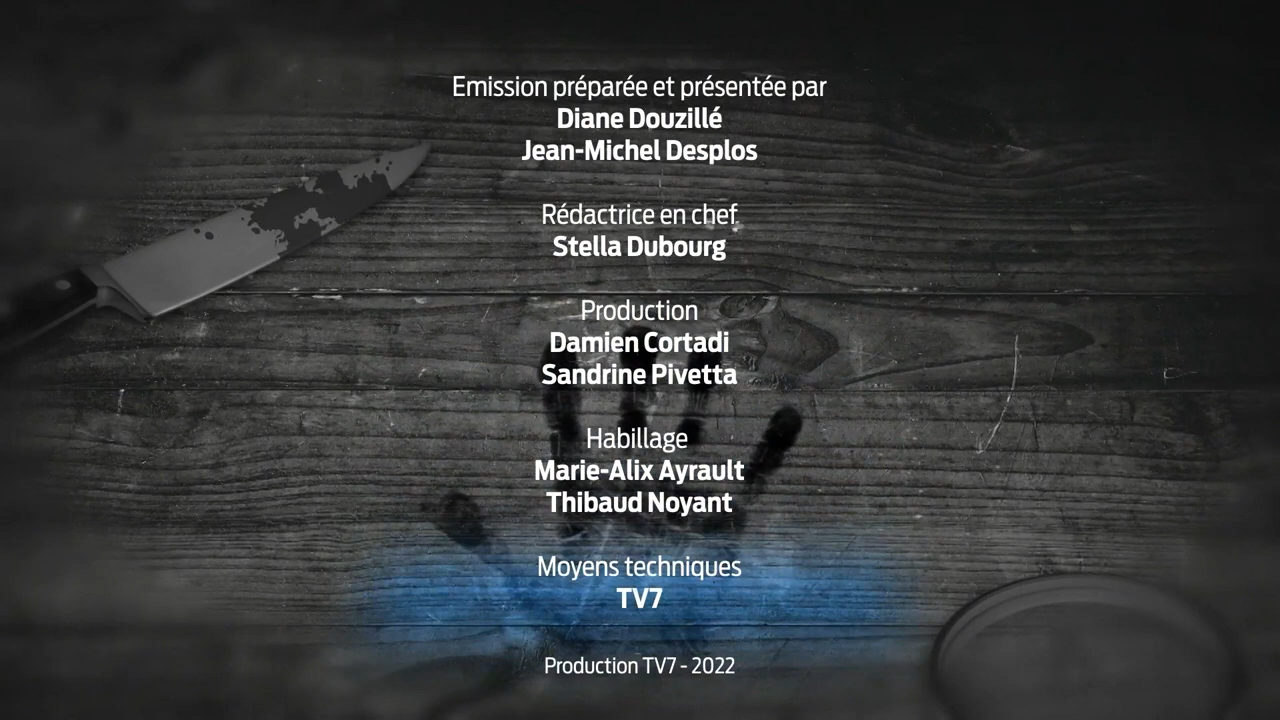 Emission préparée et présentée par
Diane Douzillé
Jean-Michel Desplos
Rédactrice en chef
Stella Dubourg
Production
Damien Cortadi
Sandrine Pivetta
Habillage
Marie-Alix Ayrault
Thibaud Noyant
Moyens techniques
TV7
Production TV7 - 2022